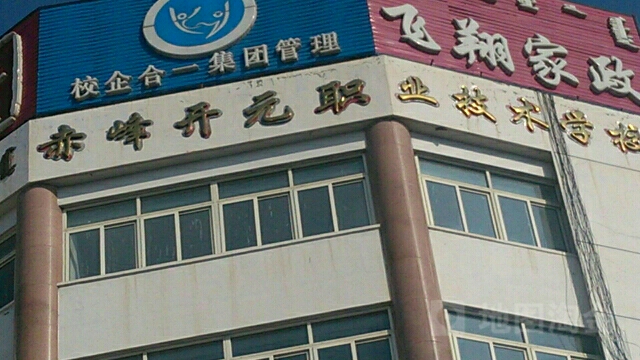 校企合一集团管理
飞翔家政
赤峰开元职业技术学校